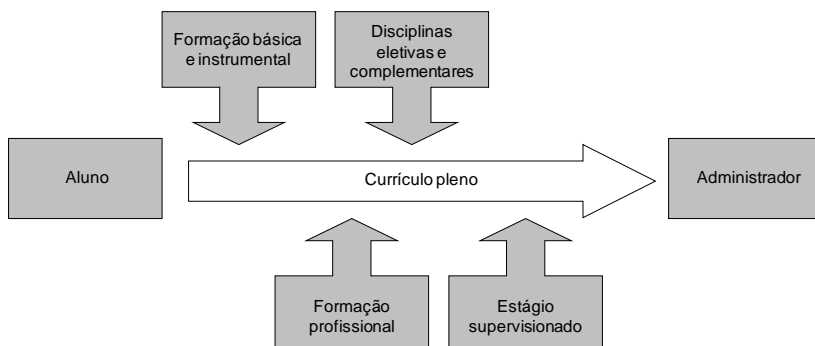 Formação básica
e instrumental
Disciplinas
eletivas e
complementares
Aluno
Currículo pleno
Administrador
Formação
profissional
Estágio
supervisionado